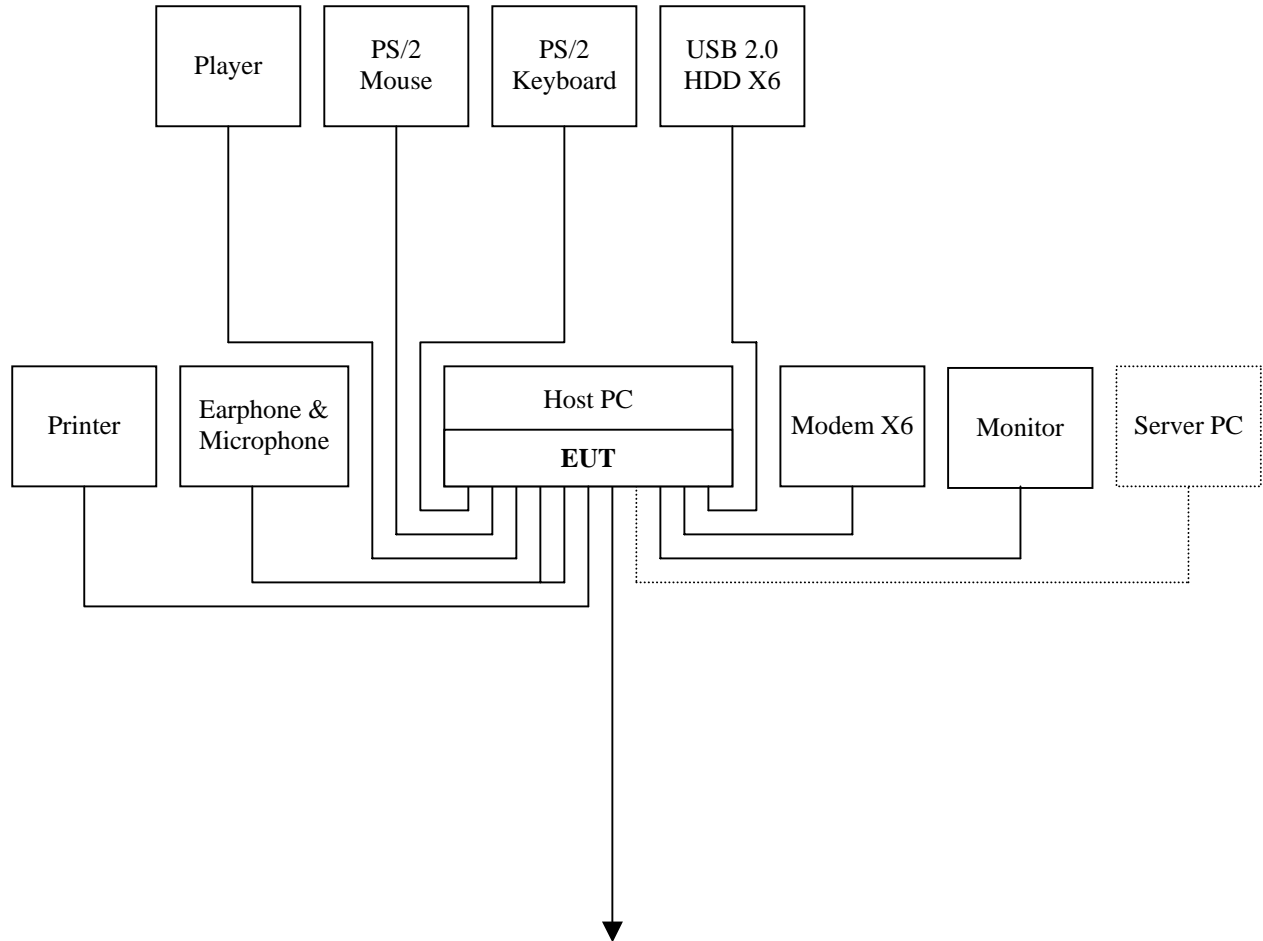 Player
PS/2
Mouse
PS/2
Keyboard
USB 2.0
HDD X6
Printer
Earphone &
Microphone
Host PC
EUT
Modem X6
Monitor
Server PC